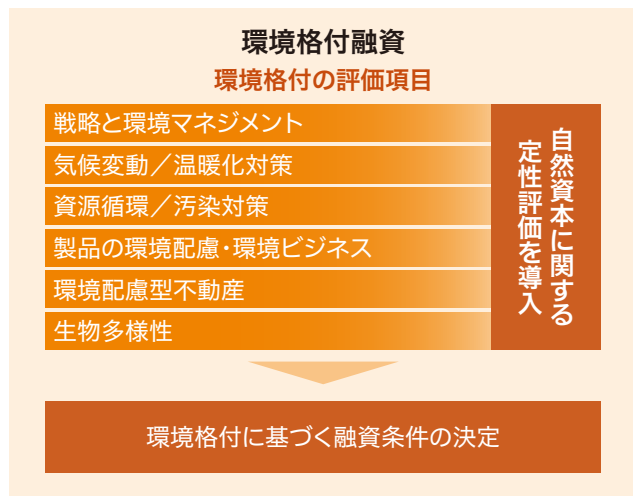 環境格付融資
環境格付の評価項目
戦略と環境マネジメント
気候変動／温暖化対策
資源循環／汚染対策
製品の環境配慮・環境ビジネス
環境配慮型不動産
生物多様性
自然資本に関する
定性評価を導入
環境格付に基づく融資条件の決定